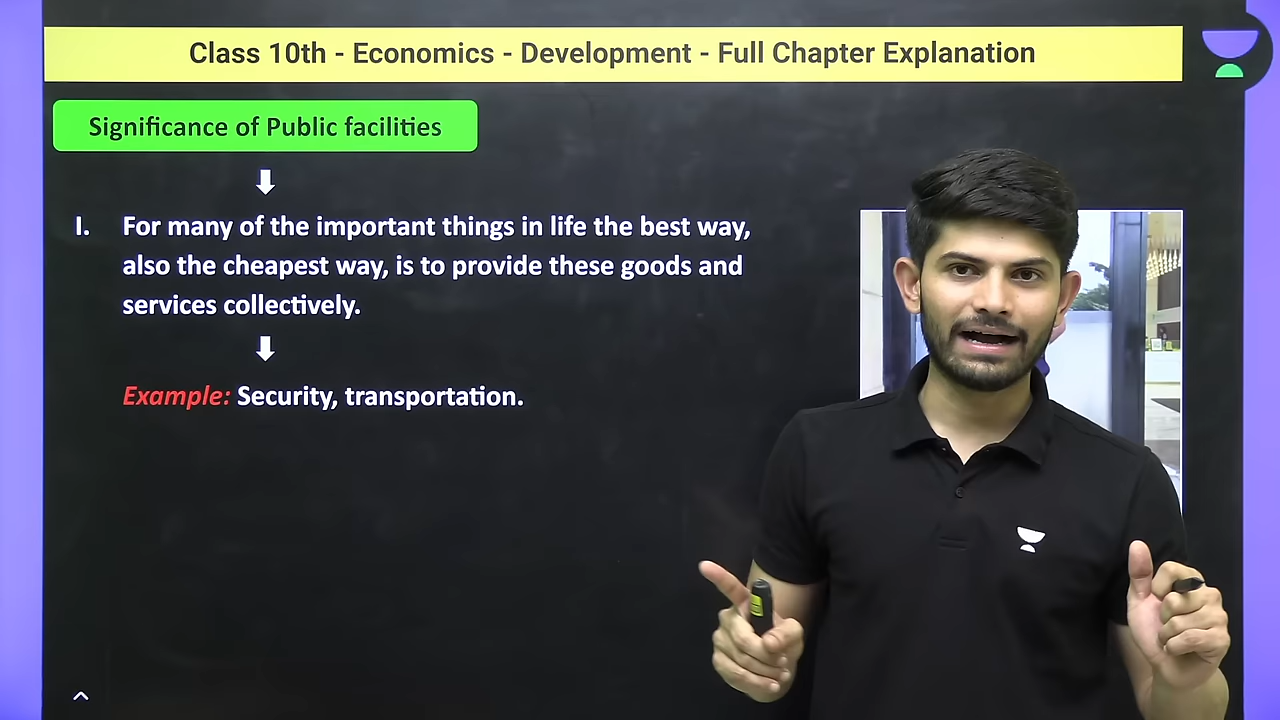 Class 10th - Economics - Development - Full Chapter Explanation
Significance of Public facilities
I. For many of the important things in life the best way,
also the cheapest way, is to provide these goods and
services collectively.
Example: Security, transportation.